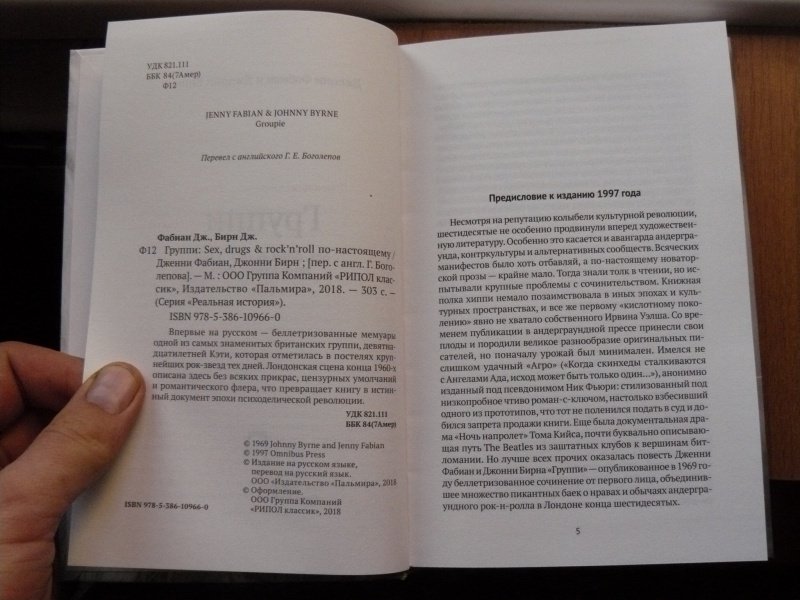 УДК 821.111
ББК 84(7Амер)
Ф12
JENNY FABIAN & JOHNNY BYRNE
Groupie
Перевел с английского Г. Е. Боголепов
Фабиан Дж., Бирн Дж.
Ф12 Группи: Sex, drugs & rock'n'roll по-настоящему /
Дженни Фабиан, Джонни Бирн ; [пер. с англ. Г. Бого-
лепова]. — М. : ООО Группа Компаний «РИПОЛ клас-
сик», Издательство «Пальмира», 2018. — 303 с. –
(Серия «Реальная история»).
ISBN 978-5-386-10966-0
Впервые на русском — беллетризованные мемуары
одной из самых знаменитых британских группи, девятна-
дцатилетней Кэти, которая отметилась в постелях круп-
нейших рок-звезд тех дней. Лондонская сцена конца 1960-х
описана здесь без всяких прикрас, цензурных умолчаний
и романтического флера, что превращает книгу в истин-
ный документ эпохи психоделической революции.
УДК 821.111
ББК 84(7Амер)
© 1969 Johnny Byrne and Jenny Fabian
© 1997 Omnibus Press
© Издание на русском языке,
перевод на русский язык.
ООО «Издательство «Пальмира», 2018
© Оформление.
ООО Группа Компаний
«РИПОЛ классик», 2018
ISBN 978-5-386-10966-0
Предисловие к изданию 1997 года
Несмотря на репутацию колыбели культурной революции,
шестидесятые не особенно продвинули вперед художествен-
ную литературу. Особенно это касается и авангарда андергра-
унда, контркультуры и альтернативных сообществ. Всяческих
манифестов было хоть отбавляй, а по-настоящему новатор-
ской прозы — крайне мало. Тогда знали толк в чтении, но ис-
пытывали крупные проблемы с сочинительством. Книжная
полка хиппи немало позаимствовала в иных эпохах и куль-
турных пространствах, и все же первому «кислотному поко-
лению» явно не хватало собственного Ирвина Уэлша. Со вре-
менем публикации в андеграундной прессе принесли свои
плоды и породили великое разнообразие оригинальных пи-
сателей, но поначалу урожай был минимален. Имелся не
слишком удачный «Агро» («Когда скинхеды сталкиваются
с Ангелами Ада, исход может быть только один...»), анонимно
изданный под псевдонимом Ник Фьюри: стилизованный под
низкопробное чтиво роман-с-ключом, настолько взбесивший
одного из прототипов, что тот не поленился подать в суд и до-
бился запрета продажи книги. Еще была документальная дра-
ма «Ночь напролет» Тома Кийса, почти буквально описываю-
щая путь The Beatles из заштатных клубов к вершинам бит-
ломании. Но лучше всех прочих оказалась повесть Дженни
Фабиан и Джонни Бирна «Группи» — опубликованное в 1969 го-
ду беллетризованное сочинение от первого лица, объединив-
шее множество пикантных баек о нравах и обычаях андергра-
ундного рок-н-ролла в Лондоне конца шестидесятых.
5